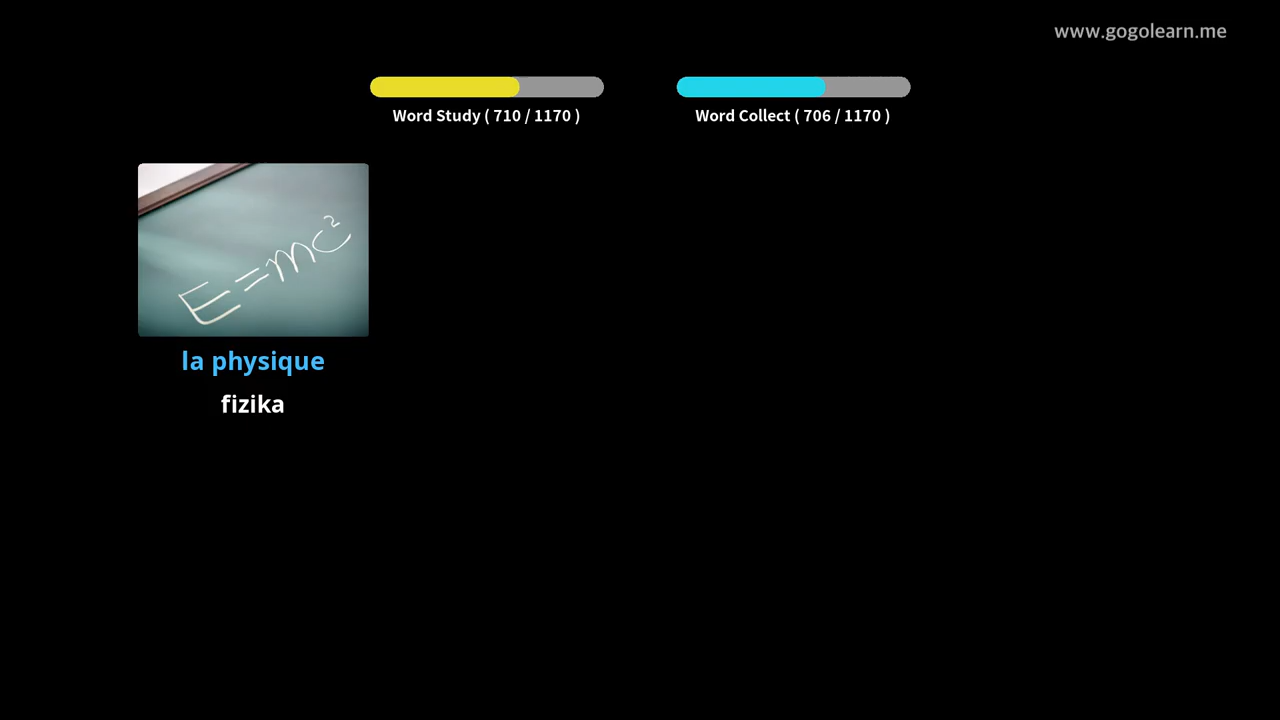 www.gogolearn.me
Word Study ( 710 / 1170 )
Word Collect ( 706 / 1170 )
E=mc²
la physique
fizika